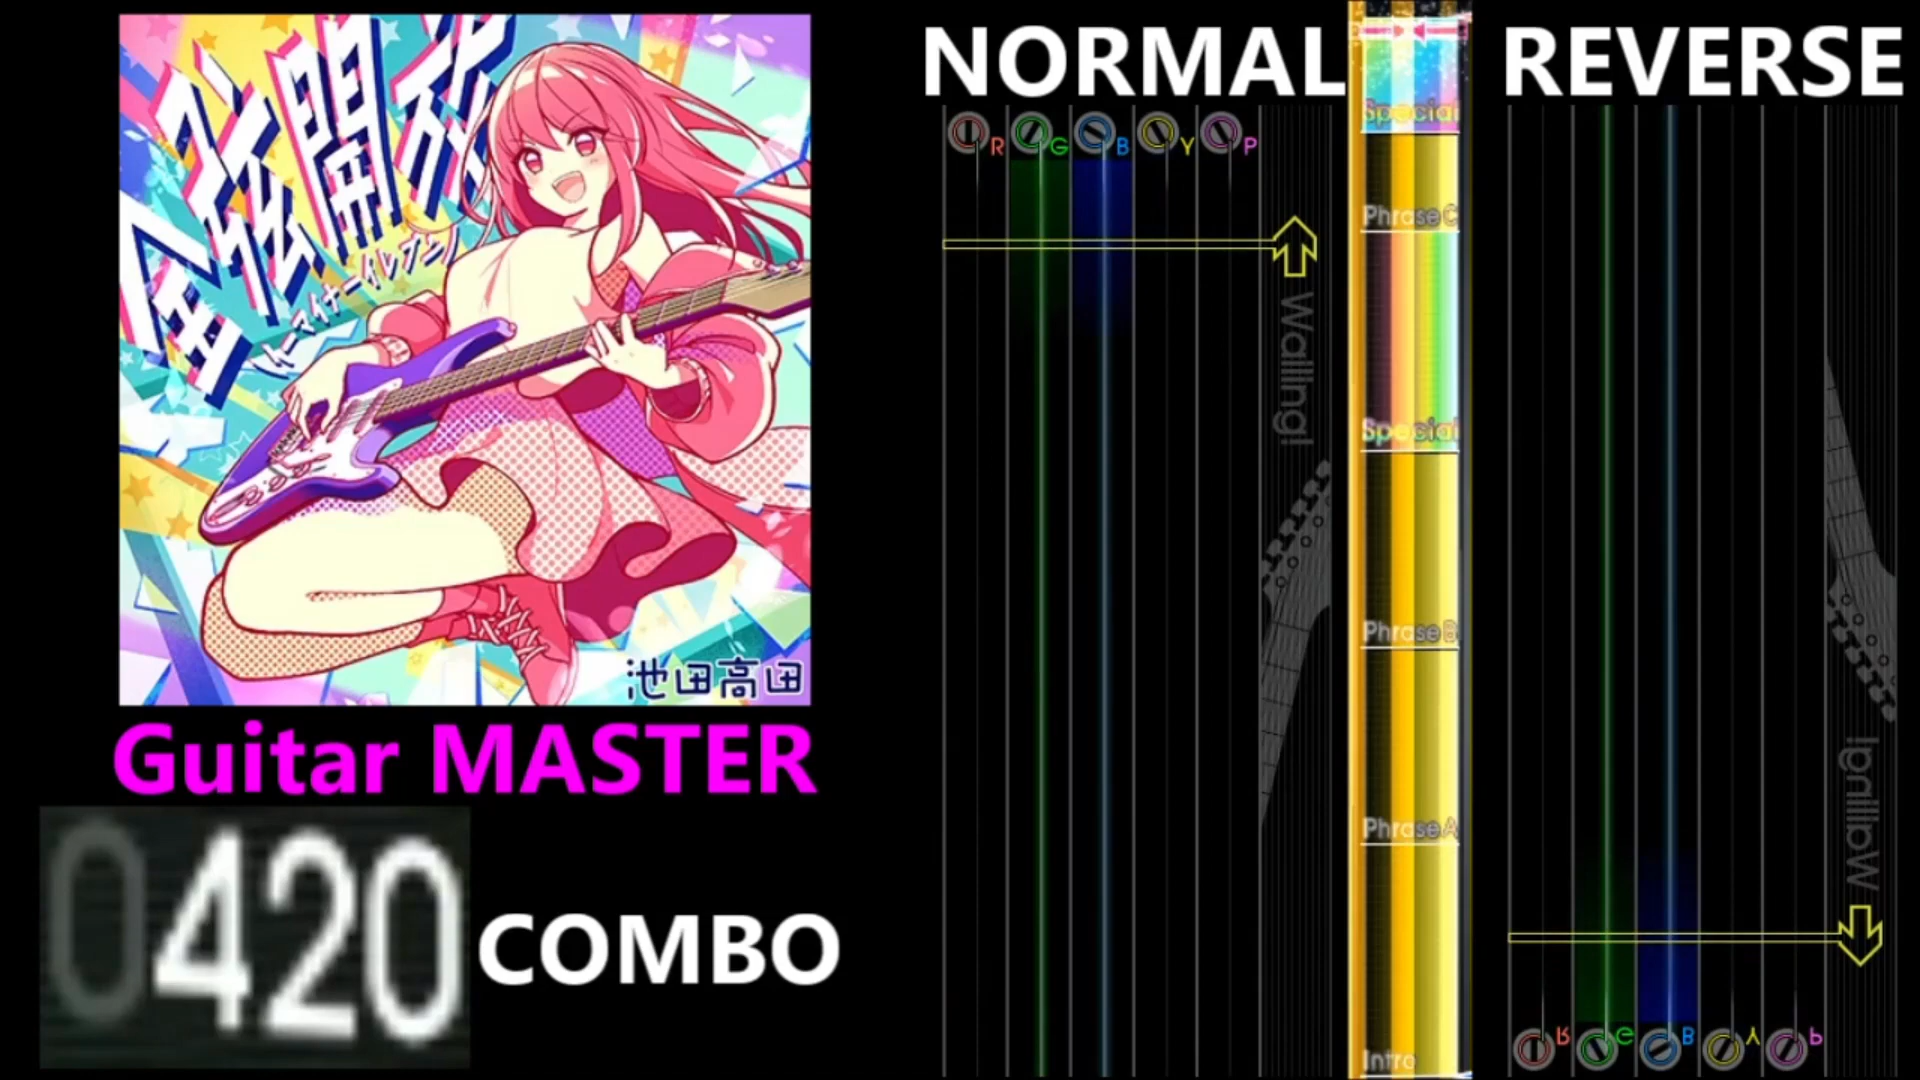 全開放
池田高田
Guitar MASTER
0420 COMBO
NORMAL
R G B Y P
Wailing!
Special
Phrase C
Special
Phrase B
Phrase A
Intro
REVERSE
Wailing!
R G B Y P